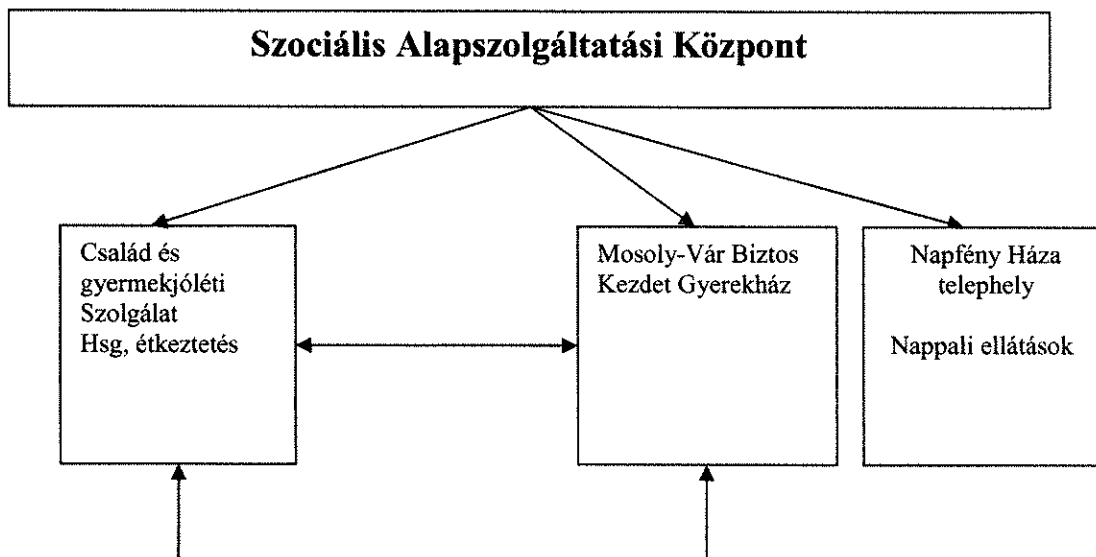 Szociális Alapszolgáltatási Központ
Család és
gyermekjóléti
Szolgálat
Hsg, étkeztetés
Mosoly-Vár Biztos
Kezdet Gyerekház
Napfény Háza
telephely
Nappali ellátások